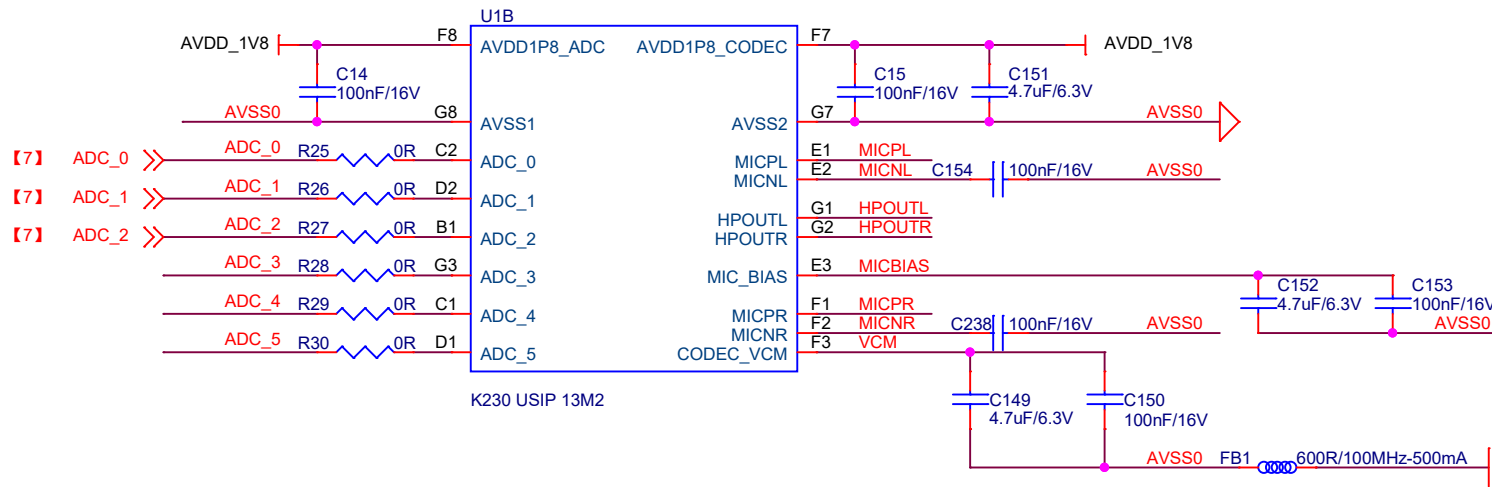 U1B
AVDD_1V8 F8 AVDD1P8_ADC AVDD1P8_CODEC F7 AVDD_1V8
C14
100nF/16V
C15
100nF/16V
C151
4.7uF/6.3V
AVSS0 G8 AVSS1 AVSS2 G7 AVSS0
【7】 ADC_0 ADC_0 R25 0R C2 ADC_0
MICPL E1 MICPL
MICNL E2 MICNL C154 100nF/16V AVSS0
【7】 ADC_1 ADC_1 R26 0R D2 ADC_1
HPOUTL G1 HPOUTL
【7】 ADC_2 ADC_2 R27 0R B1 ADC_2
HPOUTR G2 HPOUTR
ADC_3 R28 0R G3 ADC_3 MIC_BIAS E3 MICBIAS
C152
4.7uF/6.3V
C153
100nF/16V
AVSS0
ADC_4 R29 0R C1 ADC_4 MICPR F1 MICPR
MICNR F2 MICNR C238 100nF/16V AVSS0
ADC_5 R30 0R D1 ADC_5 CODEC_VCM F3 VCM
K230 USIP 13M2
C149
4.7uF/6.3V
C150
100nF/16V
AVSS0 FB1 600R/100MHz-500mA